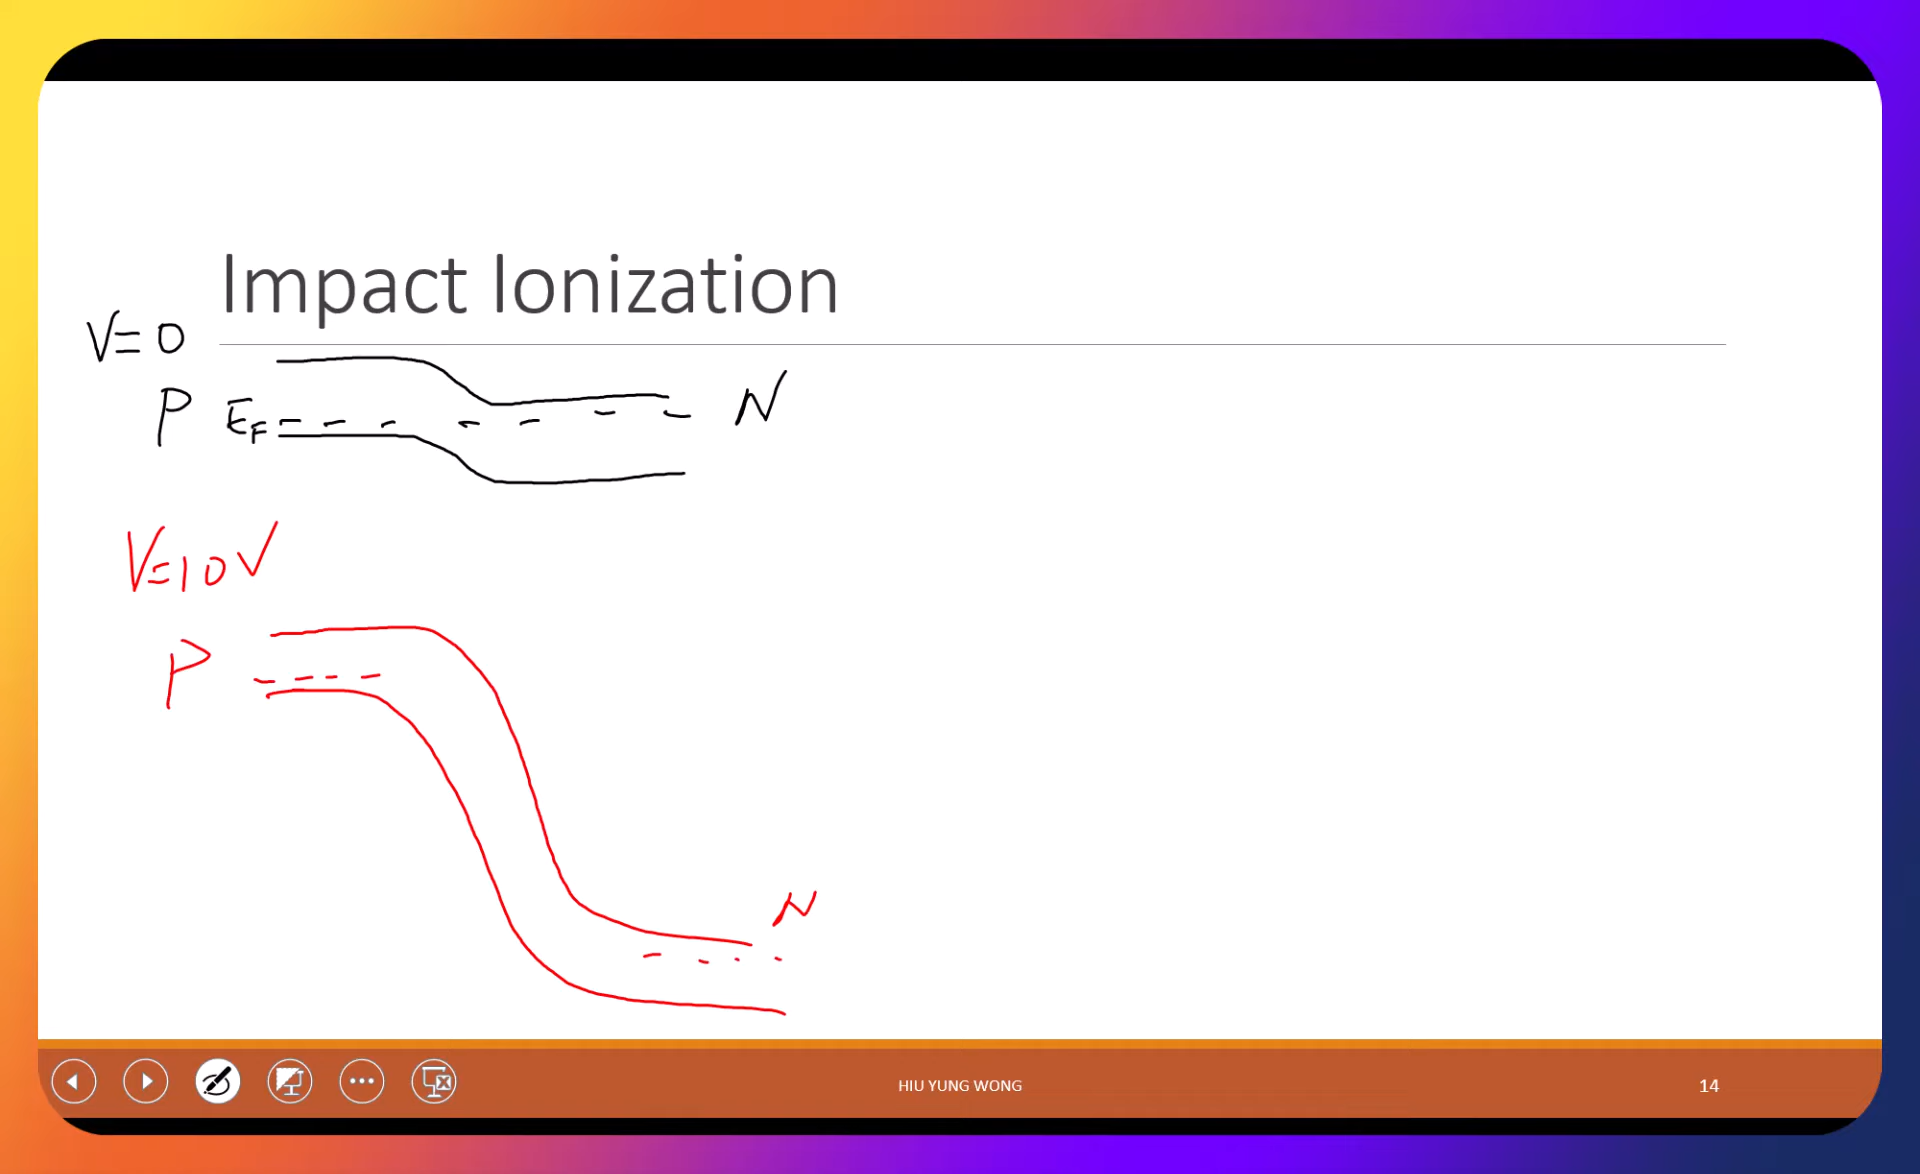 Impact Ionization
V=0
P EF N
V=10V
P
N
HIU YUNG WONG 14